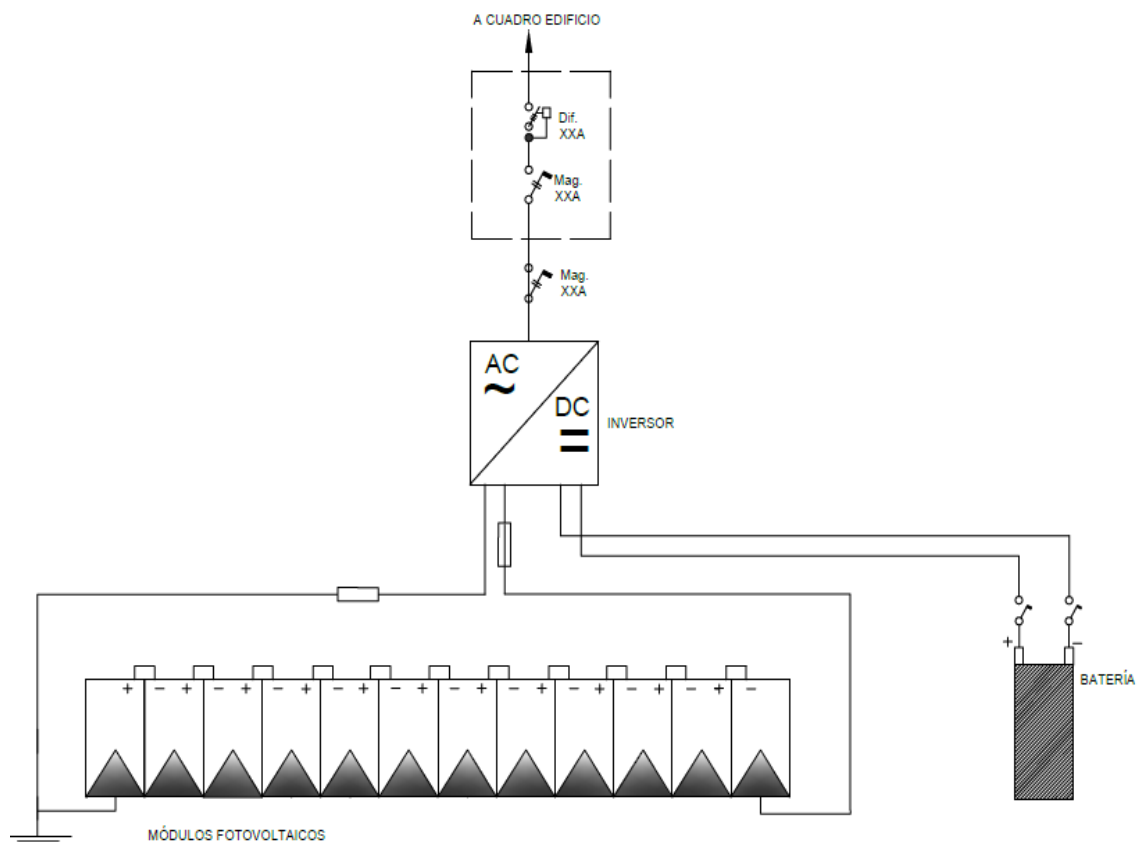 A CUADRO EDIFICIO
Dif.
XXA
Mag.
XXA
Mag.
XXA
AC
~
DC
=
INVERSOR
+ - + - + - + - + - + - + - + - + - + - + -
+ -
BATERÍA
MÓDULOS FOTOVOLTAICOS